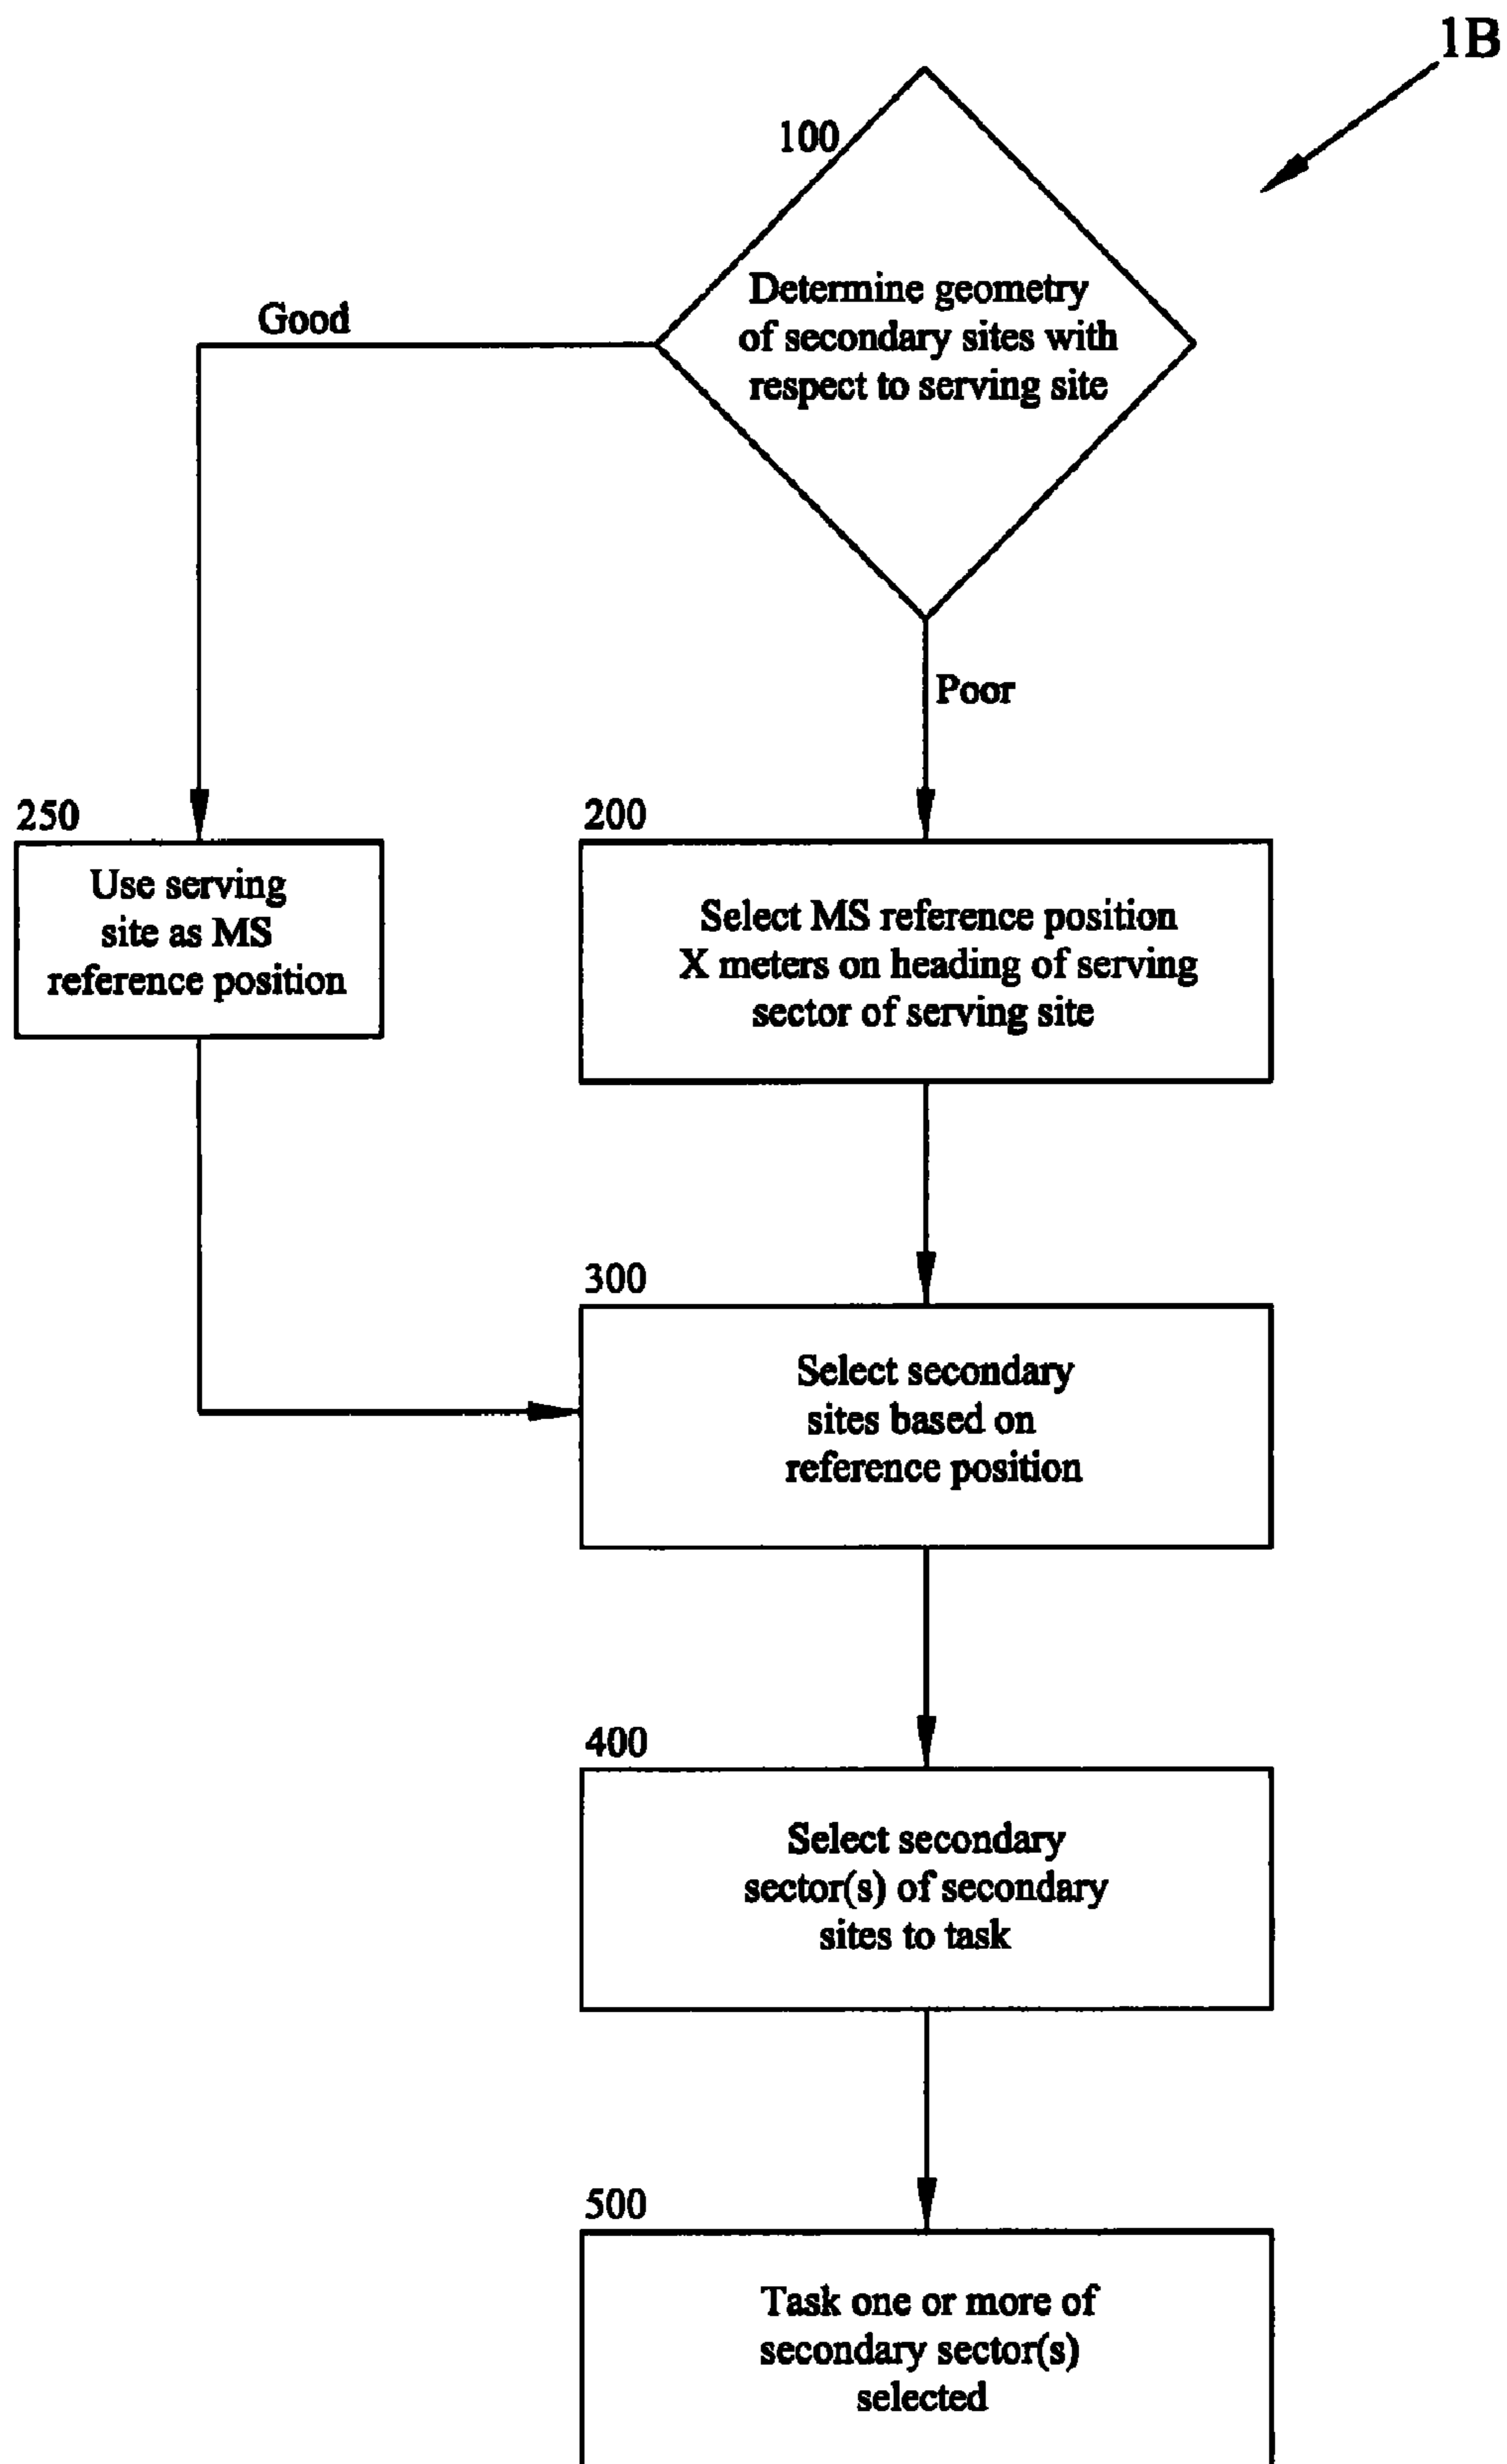 1B
100
Determine geometry
of secondary sites with
respect to serving site
Good
Poor
250
Use serving
site as MS
reference position
200
Select MS reference position
X meters on heading of serving
sector of serving site
300
Select secondary
sites based on
reference position
400
Select secondary
sector(s) of secondary
sites to task
500
Task one or more of
secondary sector(s)
selected